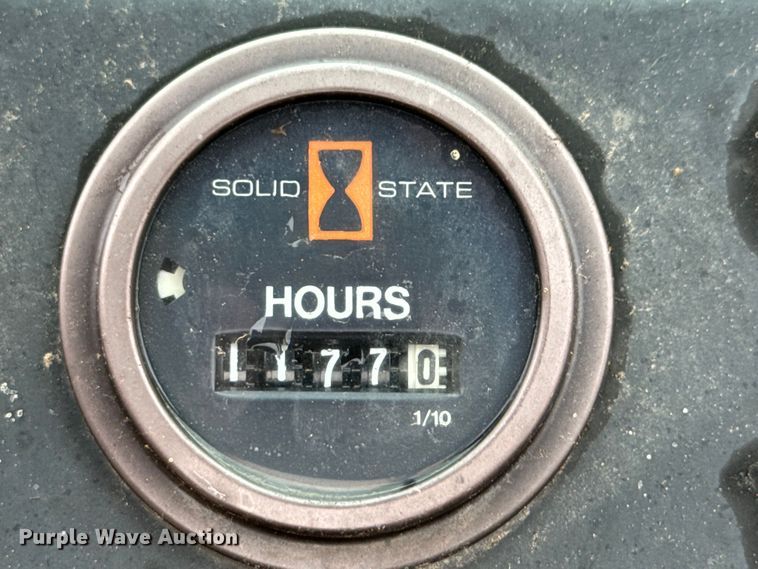 SOLID STATE
HOURS
11770
1/10
Purple Wave Auction